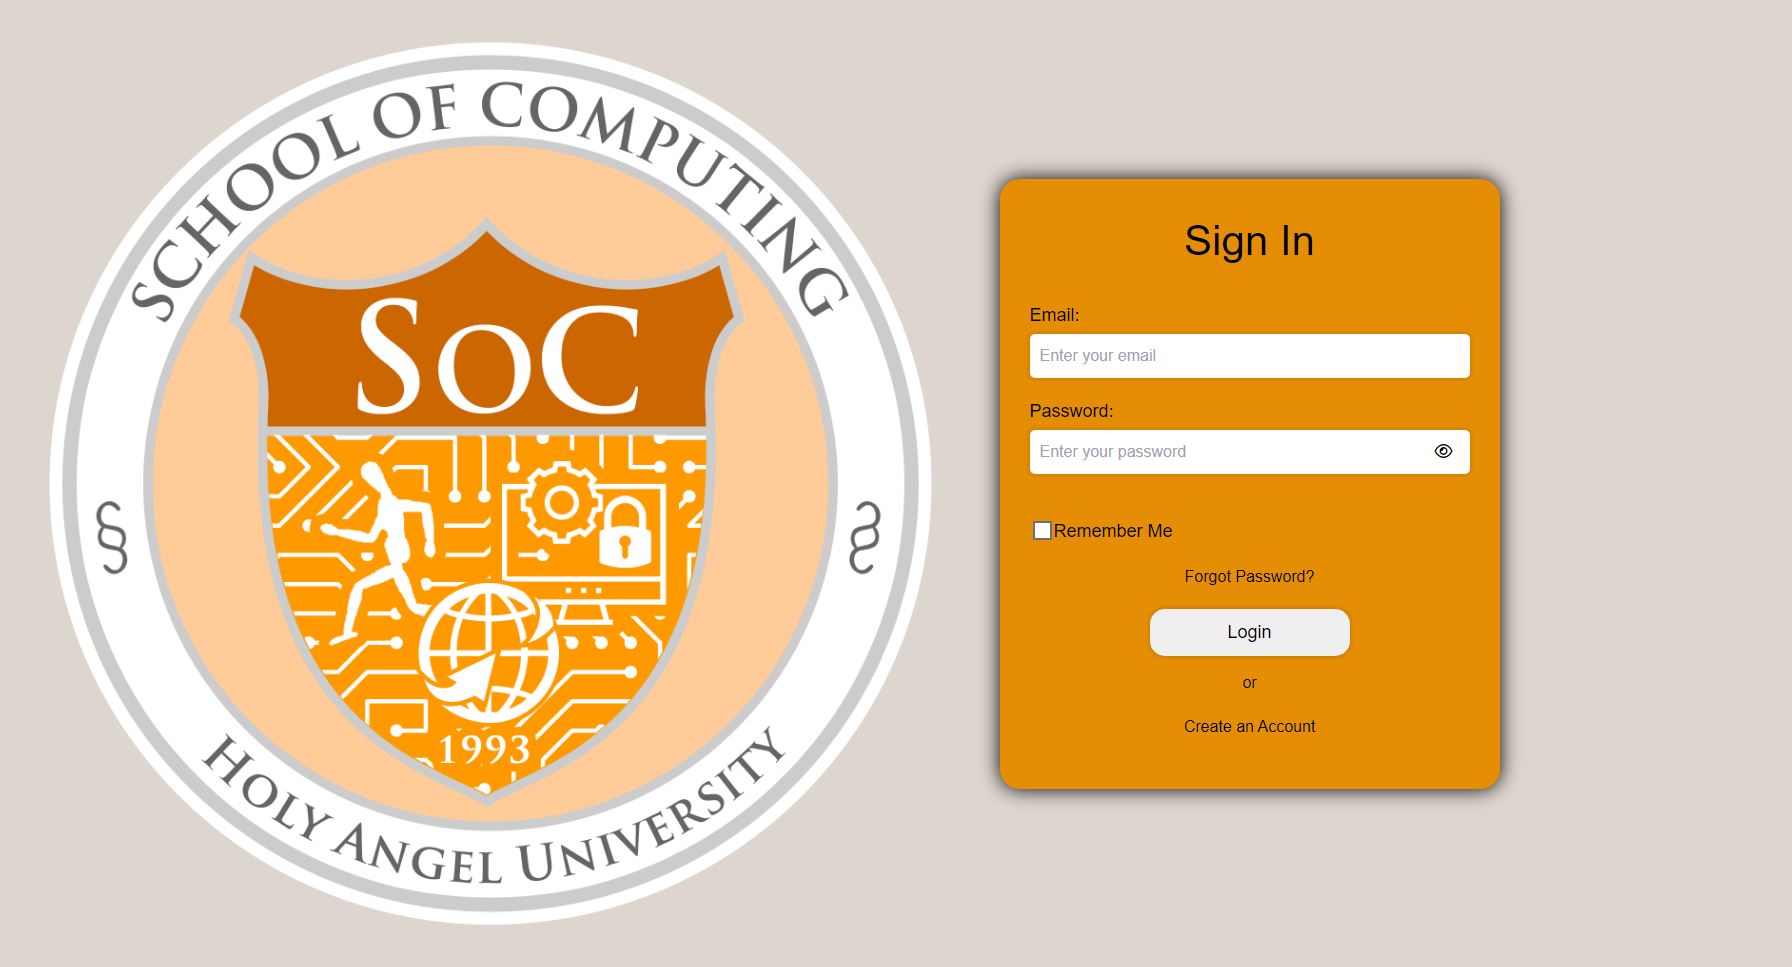 SCHOOL OF COMPUTING
SOC
1993
HOLY ANGEL UNIVERSITY
Sign In
Email:
Enter your email
Password:
Enter your password
Remember Me
Forgot Password?
Login
or
Create an Account